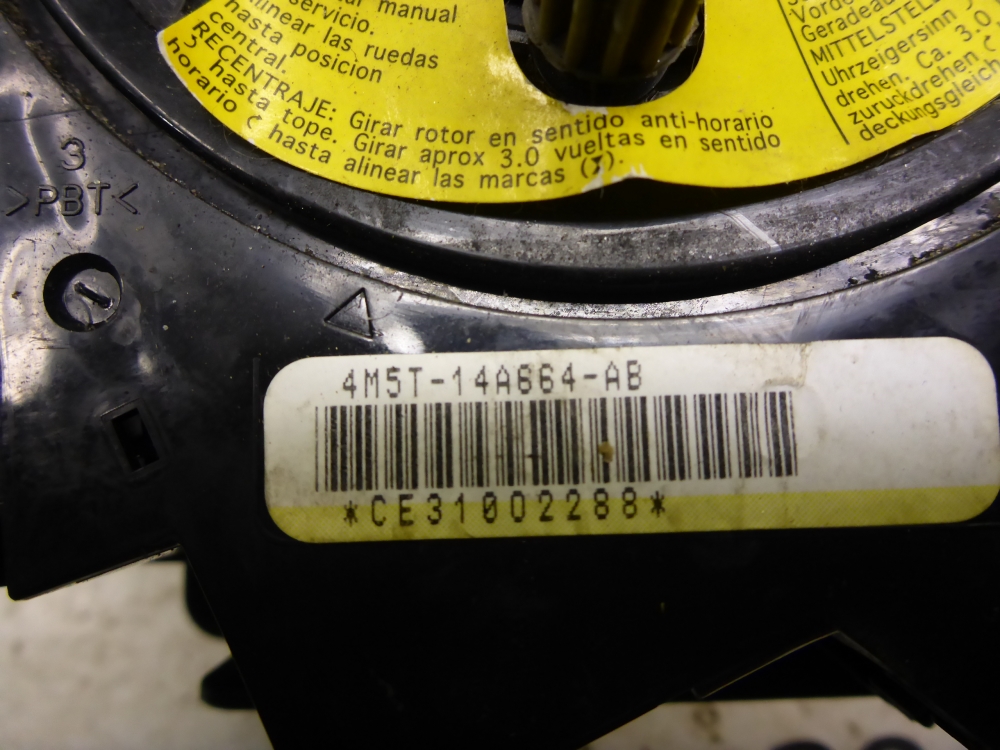 manual
servicio.
alinear las ruedas
hasta posicion
central.
RECENTRAJE: Girar rotor en sentido anti-horario
hasta tope. Girar aprox 3.0 vueltas en sentido
horario hasta alinear las marcas ( ).
Geradeau
MITTELSTEL
Uhrzeigersinn
drehen. Ca. 3.0
zuruckdrehen
deckungsgleich
3
>PBT<
4M5T-14A664-AB
*CE31002288*